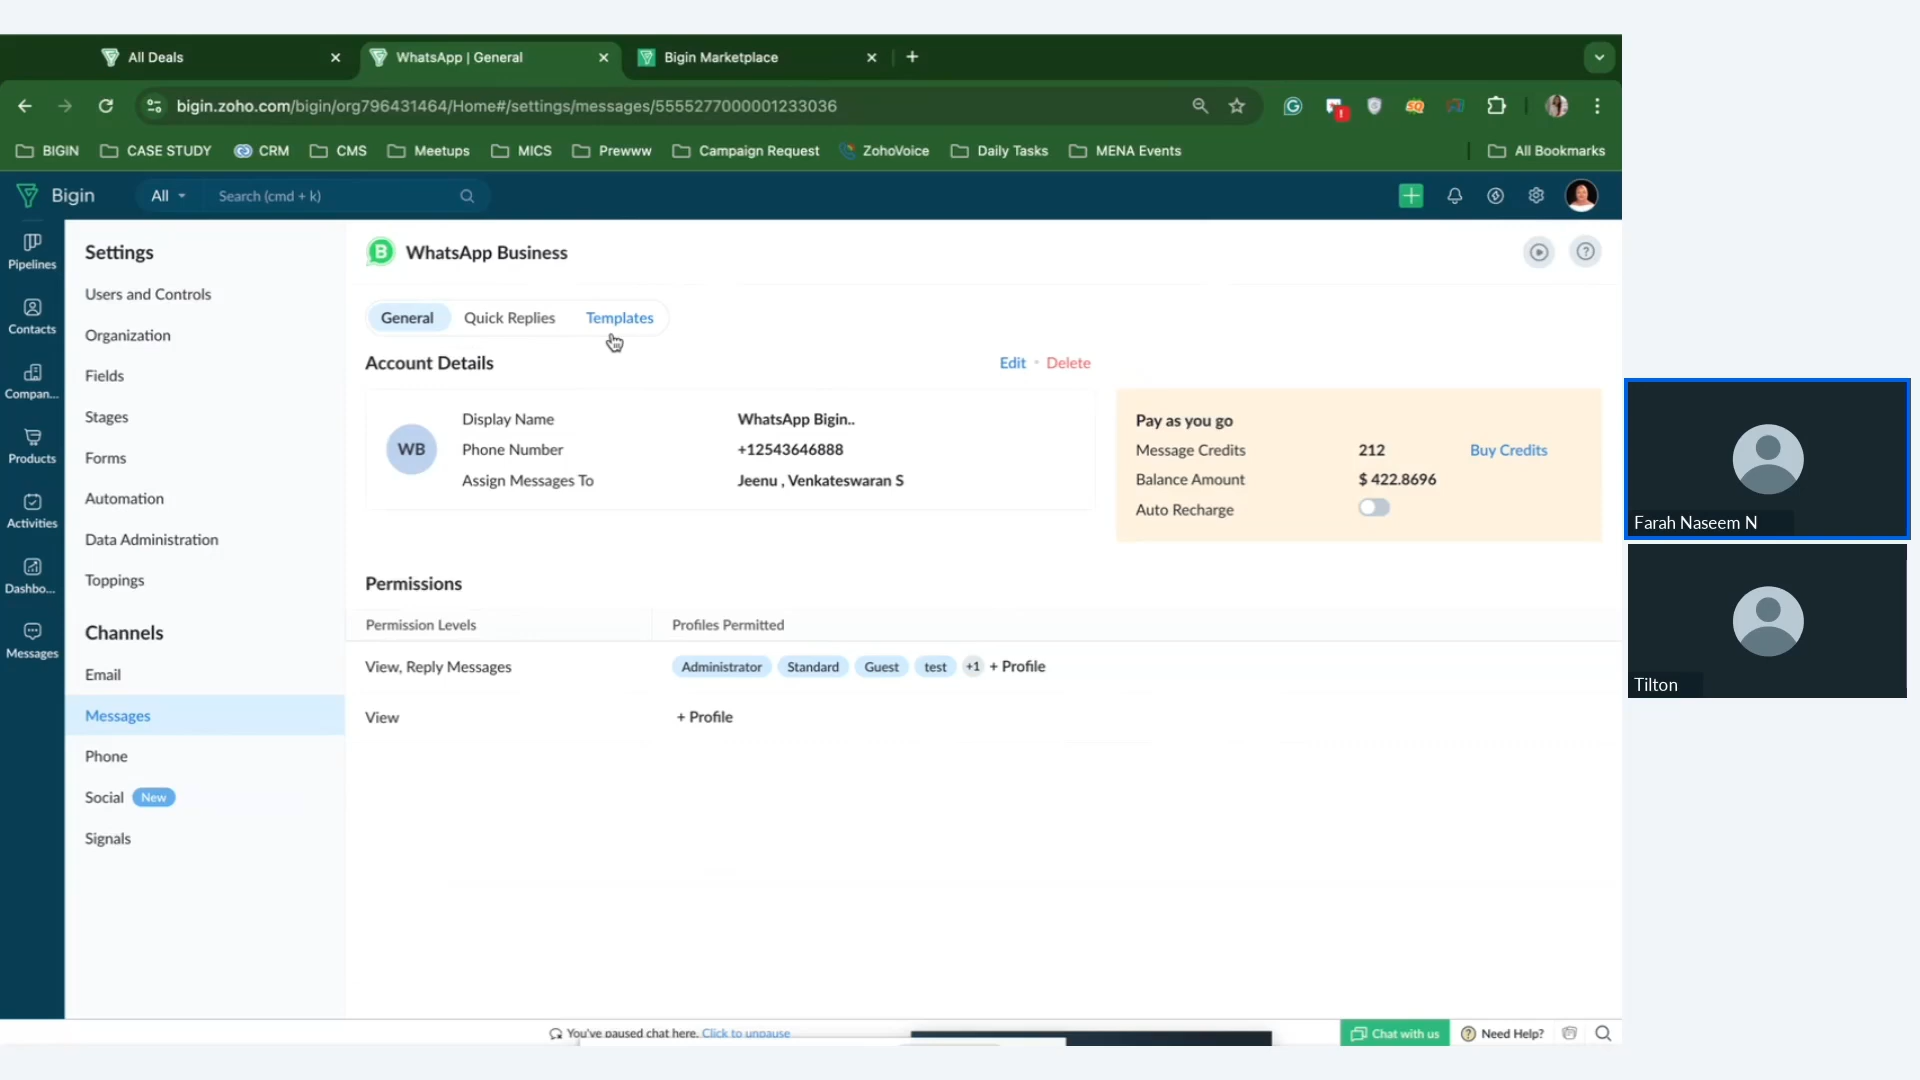 All Deals
WhatsApp | General
Bigin Marketplace
bigin.zoho.com/bigin/org796431464/Home#/settings/messages/5555277000001233036
BIGIN
CASE STUDY
CRM
CMS
Meetups
MICS
Prewww
Campaign Request
ZohoVoice
Daily Tasks
MENA Events
All Bookmarks
Bigin
All
Search (cmd + k)
Pipelines
Contacts
Compan...
Products
Activities
Dashbo...
Messages
Settings
Users and Controls
Organization
Fields
Stages
Forms
Automation
Data Administration
Toppings
Channels
Email
Messages
Phone
Social New
Signals
WhatsApp Business
General Quick Replies Templates
Account Details
Edit Delete
WB
Display Name WhatsApp Bigin..
Phone Number +12543646888
Assign Messages To Jeenu , Venkateswaran S
Pay as you go
Message Credits 212 Buy Credits
Balance Amount $ 422.8696
Auto Recharge
Permissions
Permission Levels Profiles Permitted
View, Reply Messages Administrator Standard Guest test +1 + Profile
View + Profile
You've paused chat here. Click to unpause
Chat with us
Need Help?
Farah Naseem N
Tilton